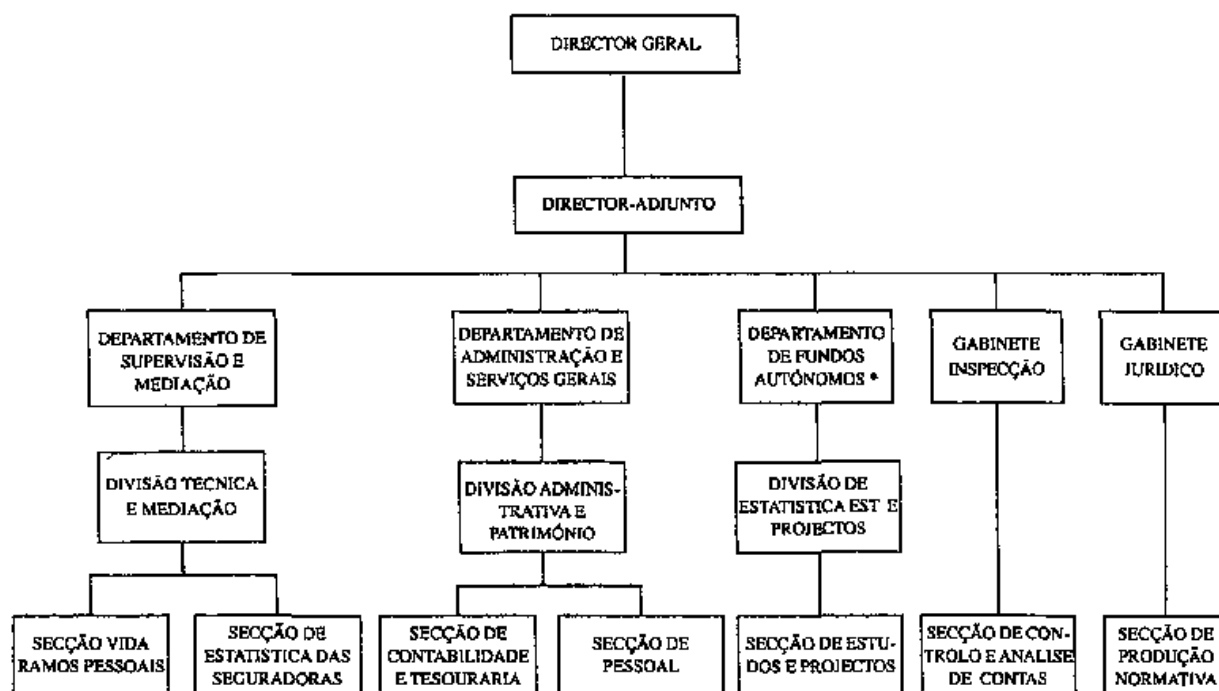 DIRECTOR GERAL
DIRECTOR-ADJUNTO
DEPARTAMENTO DE
SUPERVISÃO E
MEDIAÇÃO
DEPARTAMENTO DE
ADMINISTRAÇÃO E
SERVIÇOS GERAIS
DEPARTAMENTO
DE FUNDOS
AUTÓNOMOS *
GABINETE
INSPECÇÃO
GABINETE
JURIDICO
DIVISÃO TECNICA
E MEDIAÇÃO
DIVISÃO ADMINIS-
TRATIVA E
PATRIMÓNIO
DIVISÃO DE
ESTATISTICA EST E
PROJECTOS
SECÇÃO VIDA
RAMOS PESSOAIS
SECÇÃO DE
ESTATISTICA DAS
SEGURADORAS
SECÇÃO DE
CONTABILIDADE
E TESOURARIA
SECÇÃO DE
PESSOAL
SECÇÃO DE ESTU-
DOS E PROJECTOS
SECÇÃO DE CON-
TROLO E ANALISE
DE CONTAS
SECÇÃO DE
PRODUÇÃO
NORMATIVA